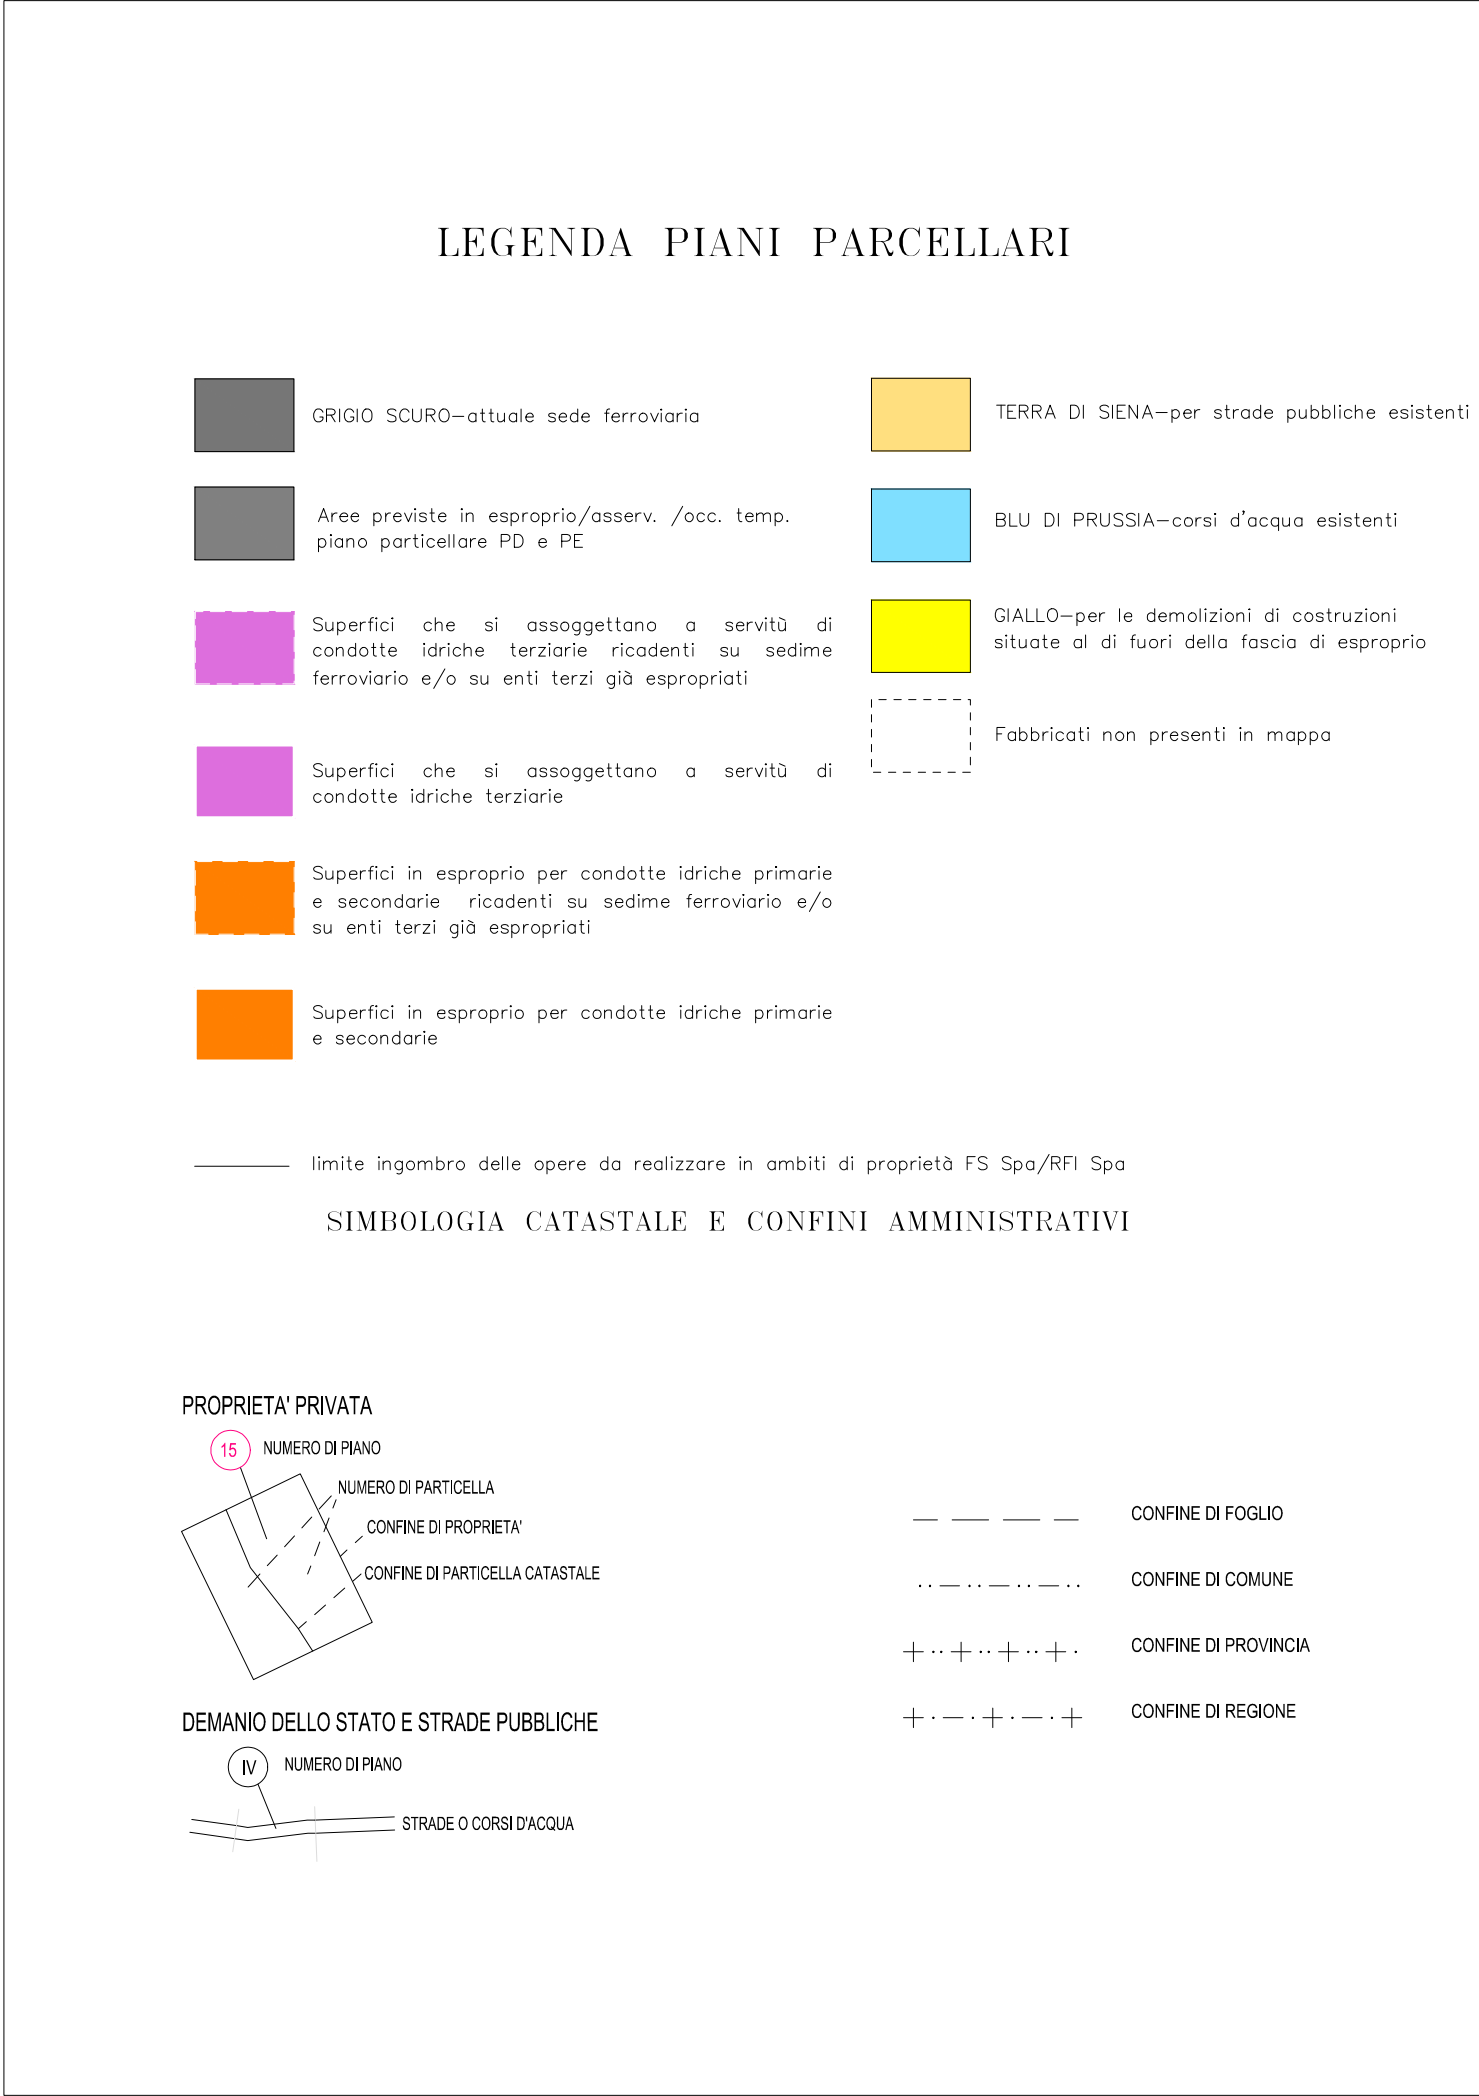 LEGENDA PIANI PARCELLARI
GRIGIO SCURO-attuale sede ferroviaria
Aree previste in esproprio/asserv. /occ. temp.
piano particellare PD e PE
Superfici che si assoggettano a servitù di
condotte idriche terziarie ricadenti su sedime
ferroviario e/o su enti terzi già espropriati
Superfici che si assoggettano a servitù di
condotte idriche terziarie
Superfici in esproprio per condotte idriche primarie
e secondarie ricadenti su sedime ferroviario e/o
su enti terzi già espropriati
Superfici in esproprio per condotte idriche primarie
e secondarie
TERRA DI SIENA-per strade pubbliche esistenti
BLU DI PRUSSIA-corsi d'acqua esistenti
GIALLO-per le demolizioni di costruzioni
situate al di fuori della fascia di esproprio
Fabbricati non presenti in mappa
limite ingombro delle opere da realizzare in ambiti di proprietà FS Spa/RFI Spa
SIMBOLOGIA CATASTALE E CONFINI AMMINISTRATIVI
PROPRIETA' PRIVATA
15 NUMERO DI PIANO
NUMERO DI PARTICELLA
CONFINE DI PROPRIETA'
CONFINE DI PARTICELLA CATASTALE
DEMANIO DELLO STATO E STRADE PUBBLICHE
IV NUMERO DI PIANO
STRADE O CORSI D'ACQUA
CONFINE DI FOGLIO
CONFINE DI COMUNE
CONFINE DI PROVINCIA
CONFINE DI REGIONE